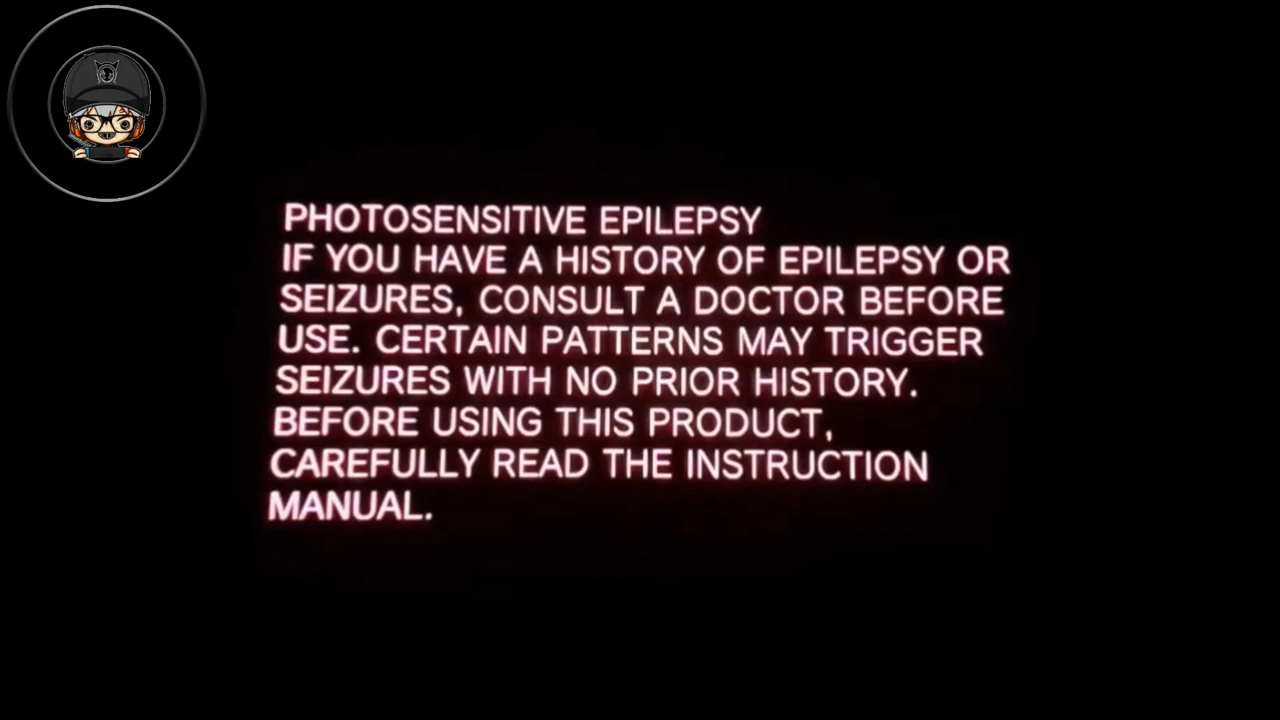 PHOTOSENSITIVE EPILEPSY
IF YOU HAVE A HISTORY OF EPILEPSY OR
SEIZURES, CONSULT A DOCTOR BEFORE
USE. CERTAIN PATTERNS MAY TRIGGER
SEIZURES WITH NO PRIOR HISTORY.
BEFORE USING THIS PRODUCT,
CAREFULLY READ THE INSTRUCTION
MANUAL.